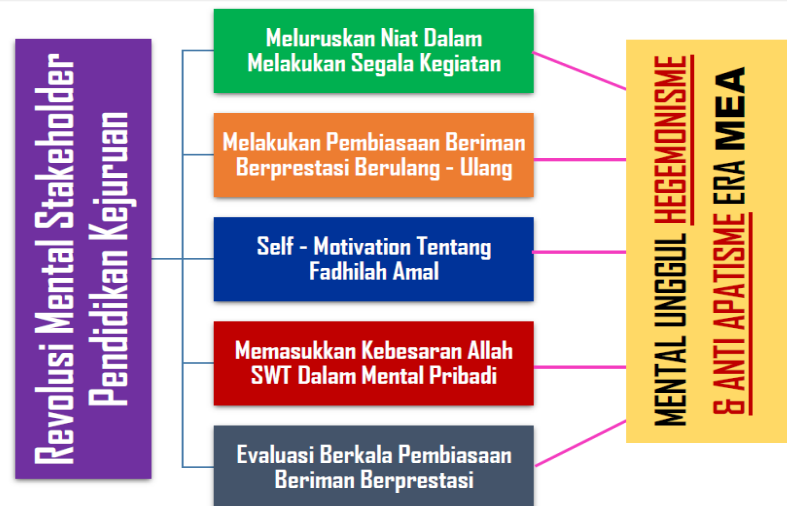 Revolusi Mental Stakeholder
Pendidikan Kejuruan
Meluruskan Niat Dalam
Melakukan Segala Kegiatan
Melakukan Pembiasaan Beriman
Berprestasi Berulang - Ulang
Self - Motivation Tentang
Fadhilah Amal
Memasukkan Kebesaran Allah
SWT Dalam Mental Pribadi
Evaluasi Berkala Pembiasaan
Beriman Berprestasi
MENTAL UNGGUL HEGEMONISME
& ANTI APATISME ERA MEA